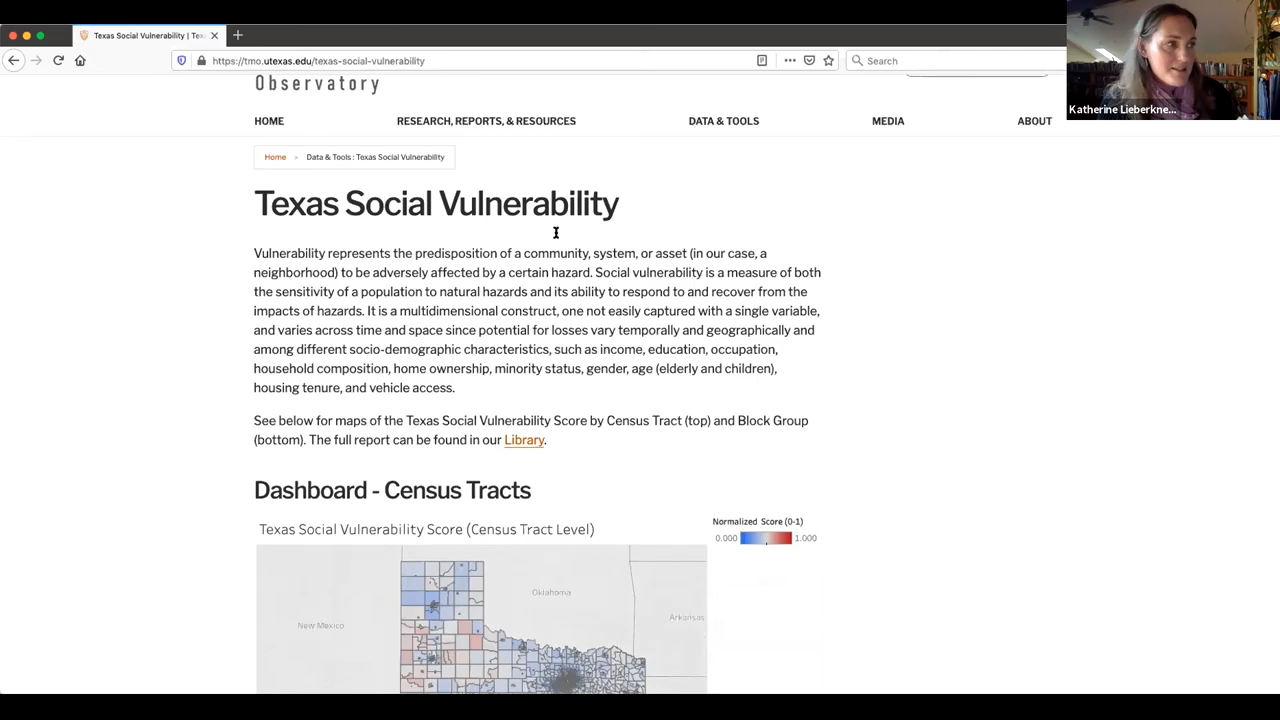 Texas Social Vulnerability | Tex
https://tmo.utexas.edu/texas-social-vulnerability
Search
Katherine Lieberkne...
Observatory
HOME
RESEARCH, REPORTS, & RESOURCES
DATA & TOOLS
MEDIA
ABOUT
Home > Data & Tools : Texas Social Vulnerability
Texas Social Vulnerability
Vulnerability represents the predisposition of a community, system, or asset (in our case, a
neighborhood) to be adversely affected by a certain hazard. Social vulnerability is a measure of both
the sensitivity of a population to natural hazards and its ability to respond to and recover from the
impacts of hazards. It is a multidimensional construct, one not easily captured with a single variable,
and varies across time and space since potential for losses vary temporally and geographically and
among different socio-demographic characteristics, such as income, education, occupation,
household composition, home ownership, minority status, gender, age (elderly and children),
housing tenure, and vehicle access.
See below for maps of the Texas Social Vulnerability Score by Census Tract (top) and Block Group
(bottom). The full report can be found in our Library.
Dashboard - Census Tracts
Texas Social Vulnerability Score (Census Tract Level)
Normalized Score (0-1)
0.000
1.000
Oklahoma
New Mexico
Arkansas